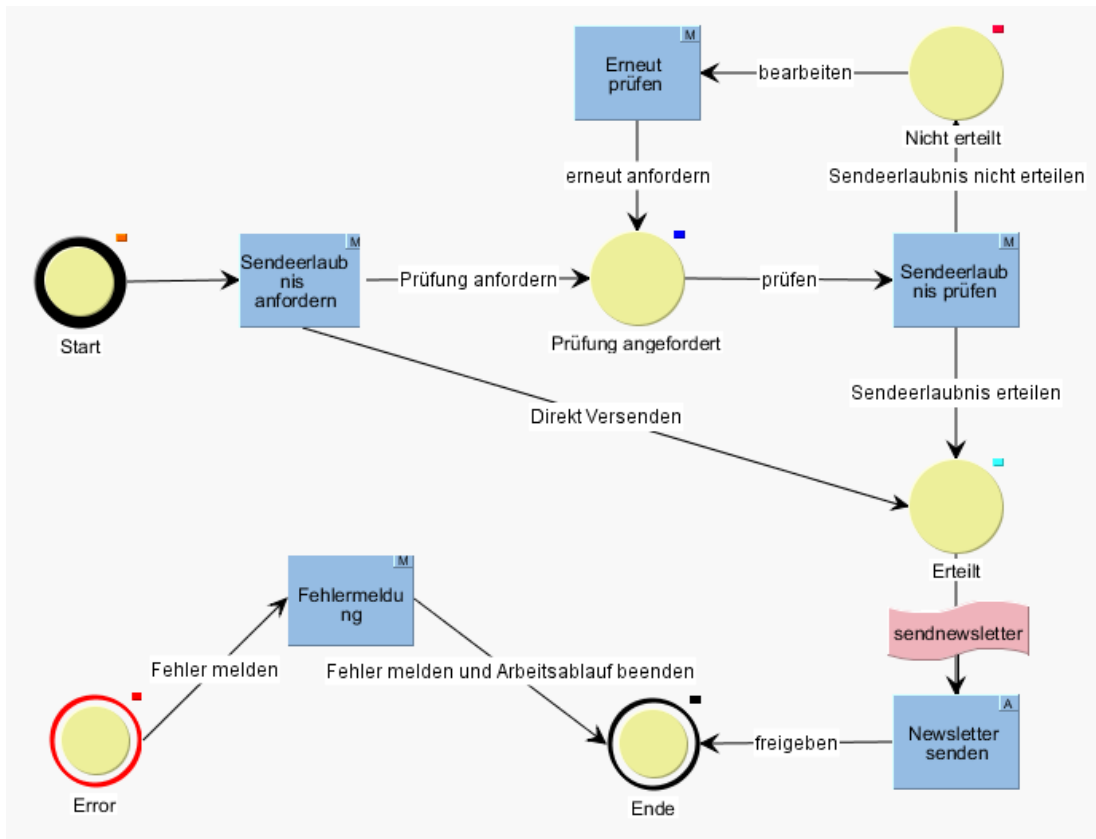 M
Erneut
prüfen
bearbeiten
Nicht erteilt
erneut anfordern
Sendeerlaubnis nicht erteilen
M
Sendeerlaub
nis
anfordern
Start
Prüfung anfordern
Prüfung angefordert
prüfen
M
Sendeerlaub
nis prüfen
Sendeerlaubnis erteilen
Direkt Versenden
Erteilt
M
Fehlermeldu
ng
sendnewsletter
Fehler melden
Fehler melden und Arbeitsablauf beenden
A
Newsletter
senden
freigeben
Error
Ende